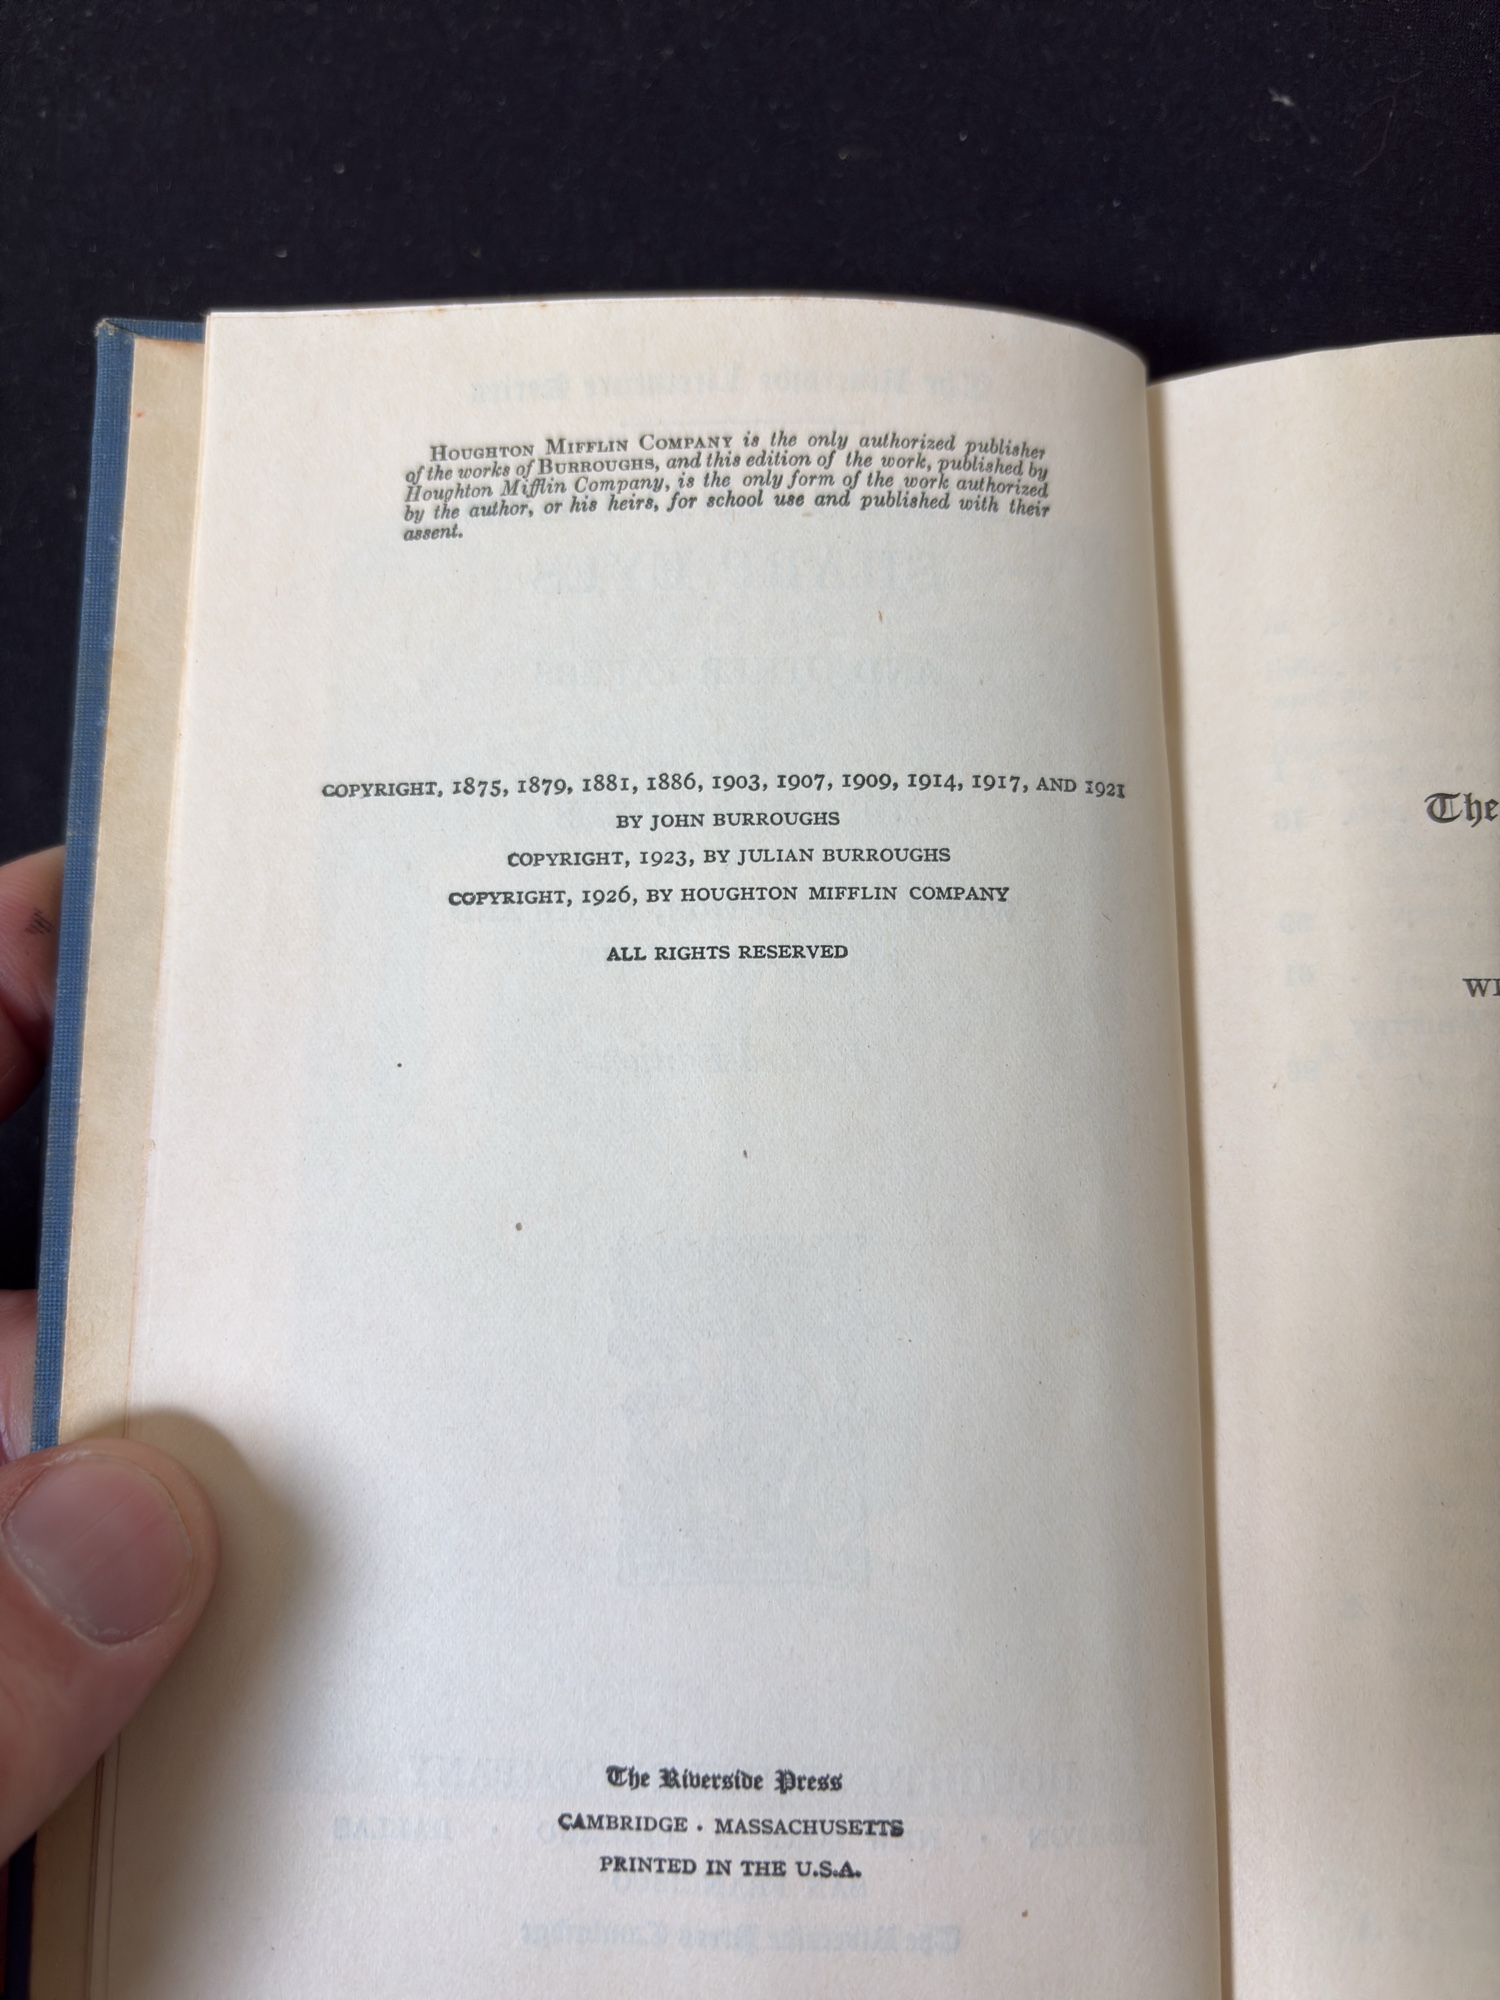 HOUGHTON MIFFLIN COMPANY is the only authorized publisher
of the works of BURROUGHS, and this edition of the work, published by
Houghton Mifflin Company, is the only form of the work authorized
by the author, or his heirs, for school use and published with their
assent.
COPYRIGHT, 1875, 1879, 1881, 1886, 1903, 1907, 1909, 1914, 1917, AND 1921
BY JOHN BURROUGHS
COPYRIGHT, 1923, BY JULIAN BURROUGHS
COPYRIGHT, 1926, BY HOUGHTON MIFFLIN COMPANY
ALL RIGHTS RESERVED
The Riverside Press
CAMBRIDGE . MASSACHUSETTS
PRINTED IN THE U.S.A.
The